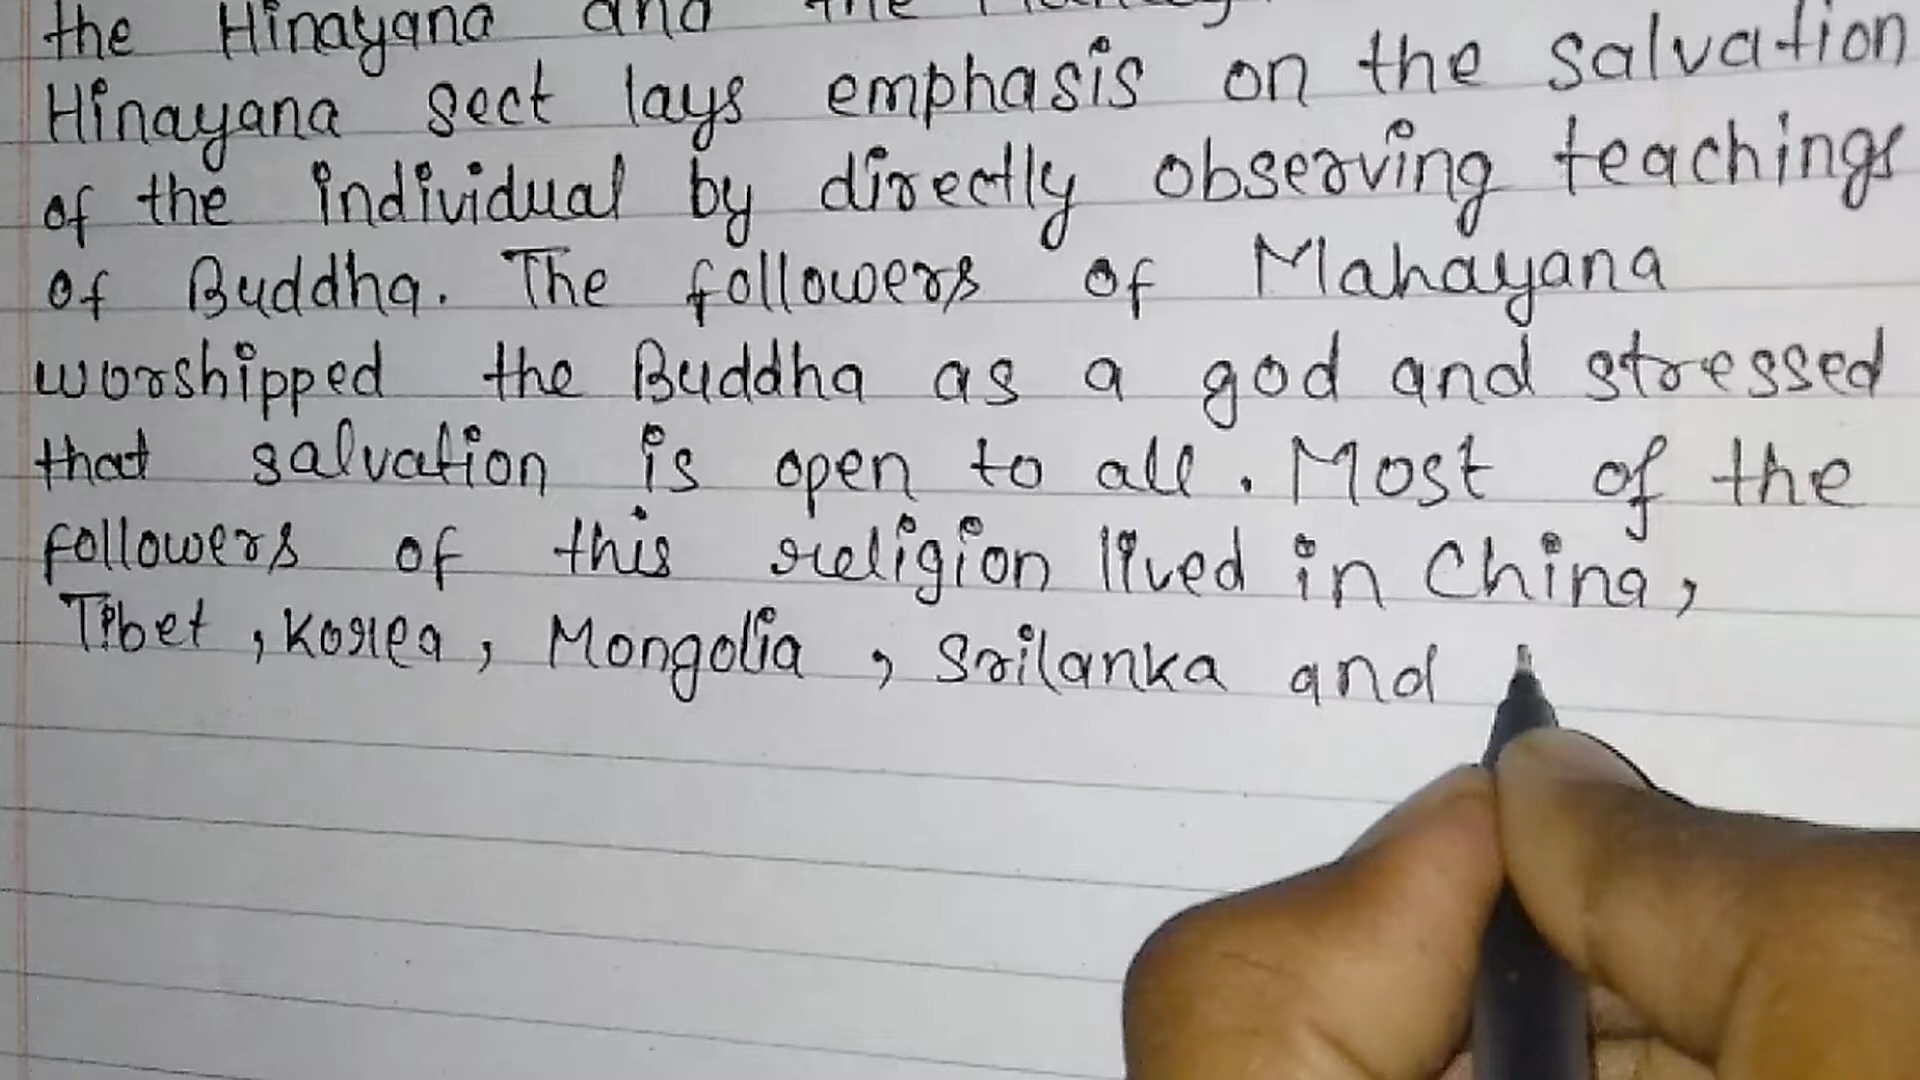 the Hinayana and the
Hinayana sect lays emphasis on the salvation
of the individual by directly observing teachings
of Buddha. The followers of Mahayana
worshipped the Buddha as a god and stressed
that salvation is open to all. Most of the
followers of this religion lived in China,
Tibet, Korea, Mongolia, Srilanka and